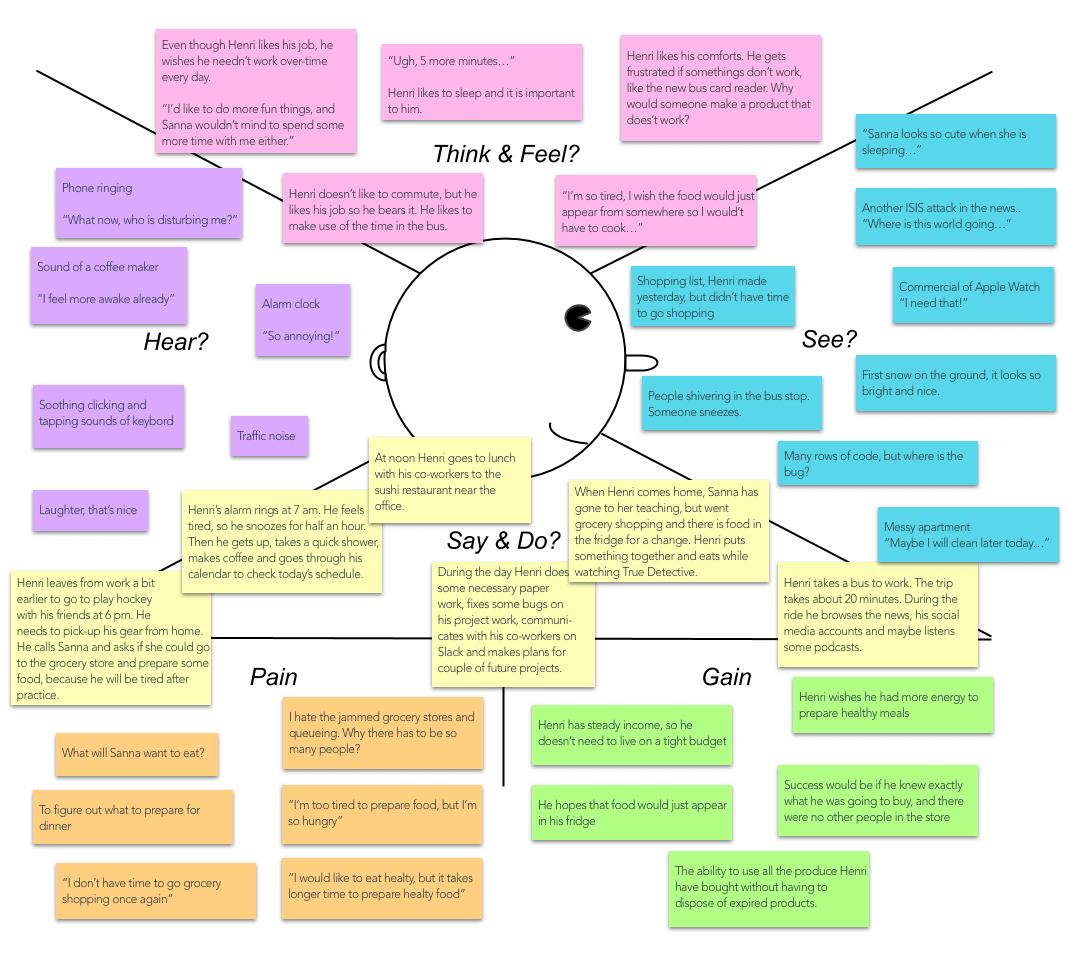 Even though Henri likes his job, he
wishes he needn't work over-time
every day.
"I'd like to do more fun things, and
Sanna wouldn't mind to spend some
more time with me either."
"Ugh, 5 more minutes…"
Henri likes to sleep and it is important
to him.
Henri likes his comforts. He gets
frustrated if somethings don't work,
like the new bus card reader. Why
would someone make a product that
does't work?
Think & Feel?
Henri doesn't like to commute, but he
likes his job so he bears it. He likes to
make use of the time in the bus.
"I'm so tired, I wish the food would just
appear from somewhere so I would't
have to cook…"
Phone ringing
"What now, who is disturbing me?"
Sound of a coffee maker
"I feel more awake already"
Alarm clock
"So annoying!"
Hear?
Soothing clicking and
tapping sounds of keybord
Traffic noise
Laughter, that's nice
"Sanna looks so cute when she is
sleeping…"
Another ISIS attack in the news..
"Where is this world going…"
Shopping list, Henri made
yesterday, but didn't have time
to go shopping
Commercial of Apple Watch
"I need that!"
See?
First snow on the ground, it looks so
bright and nice.
People shivering in the bus stop.
Someone sneezes.
Many rows of code, but where is the
bug?
Messy apartment
"Maybe I will clean later today…"
At noon Henri goes to lunch
with his co-workers to the
sushi restaurant near the
office.
Henri's alarm rings at 7 am. He feels
tired, so he snoozes for half an hour.
Then he gets up, takes a quick shower,
makes coffee and goes through his
calendar to check today's schedule.
Say & Do?
When Henri comes home, Sanna has
gone to her teaching, but went
grocery shopping and there is food in
the fridge for a change. Henri puts
something together and eats while
watching True Detective.
Henri leaves from work a bit
earlier to go to play hockey
with his friends at 6 pm. He
needs to pick-up his gear from home.
He calls Sanna and asks if she could go
to the grocery store and prepare some
food, because he will be tired after
practice.
During the day Henri does
some necessary paper
work, fixes some bugs on
his project work, communi-
cates with his co-workers on
Slack and makes plans for
couple of future projects.
Henri takes a bus to work. The trip
takes about 20 minutes. During the
ride he browses the news, his social
media accounts and maybe listens
some podcasts.
Pain
I hate the jammed grocery stores and
queueing. Why there has to be so
many people?
What will Sanna want to eat?
To figure out what to prepare for
dinner
"I'm too tired to prepare food, but I'm
so hungry"
"I don't have time to go grocery
shopping once again"
"I would like to eat healty, but it takes
longer time to prepare healty food"
Gain
Henri wishes he had more energy to
prepare healthy meals
Henri has steady income, so he
doesn't need to live on a tight budget
Success would be if he knew exactly
what he was going to buy, and there
were no other people in the store
He hopes that food would just appear
in his fridge
The ability to use all the produce Henri
have bought without having to
dispose of expired products.